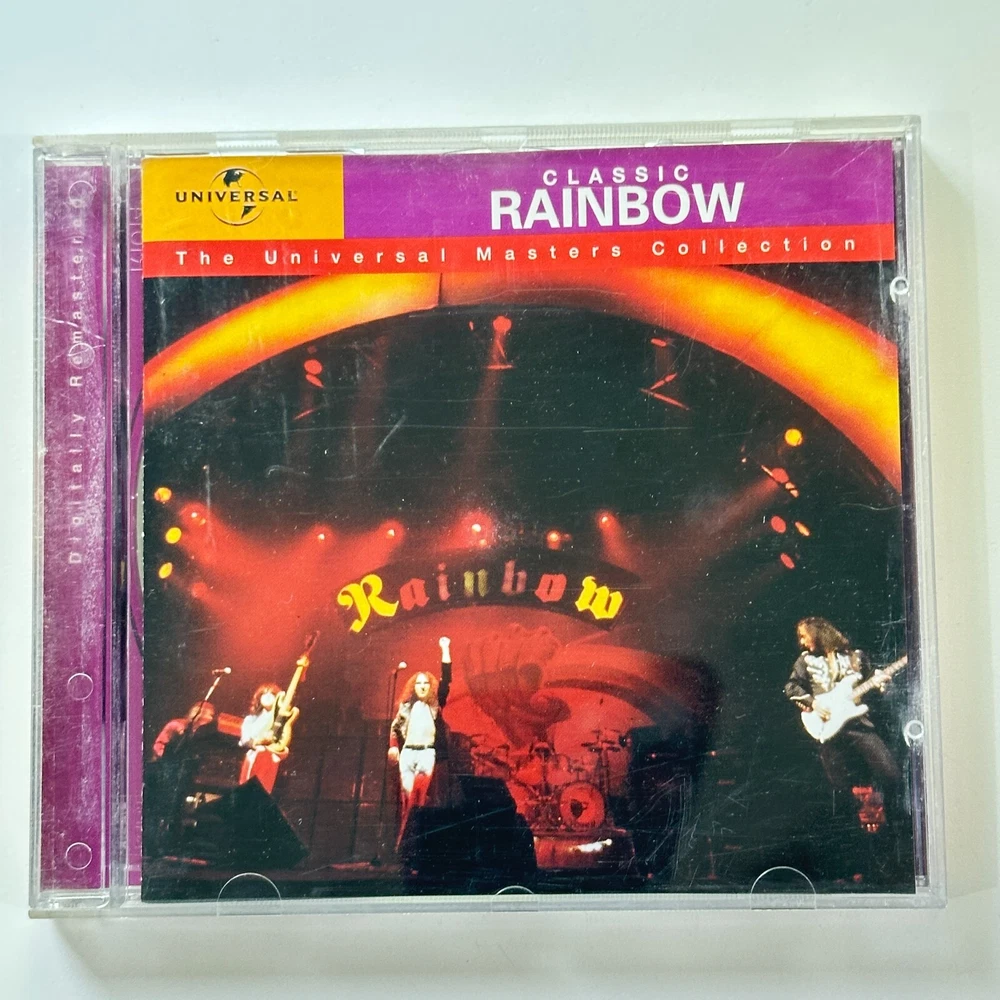 UNIVERSAL
CLASSIC
RAINBOW
The Universal Masters Collection
Digitally Remastered
Rainbow